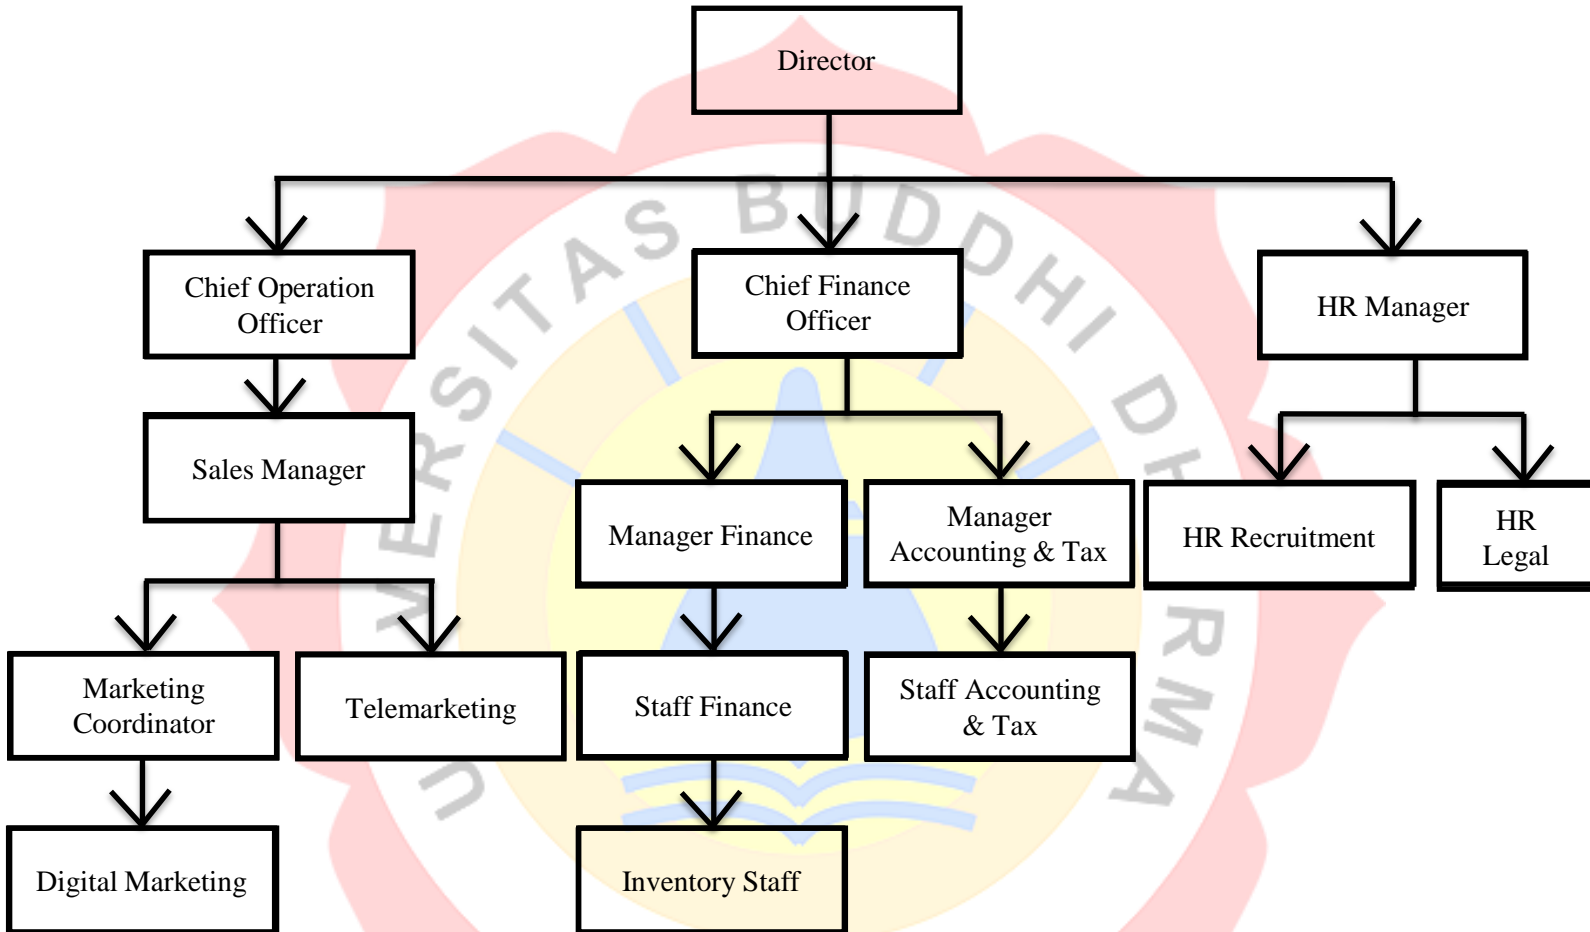 Director
Chief Operation
Officer
Chief Finance
Officer
HR Manager
Sales Manager
Manager Finance
Manager
Accounting & Tax
HR Recruitment
HR
Legal
Marketing
Coordinator
Telemarketing
Staff Finance
Staff Accounting
& Tax
Digital Marketing
Inventory Staff
UNIVERSITAS BUDDHI DHARMA